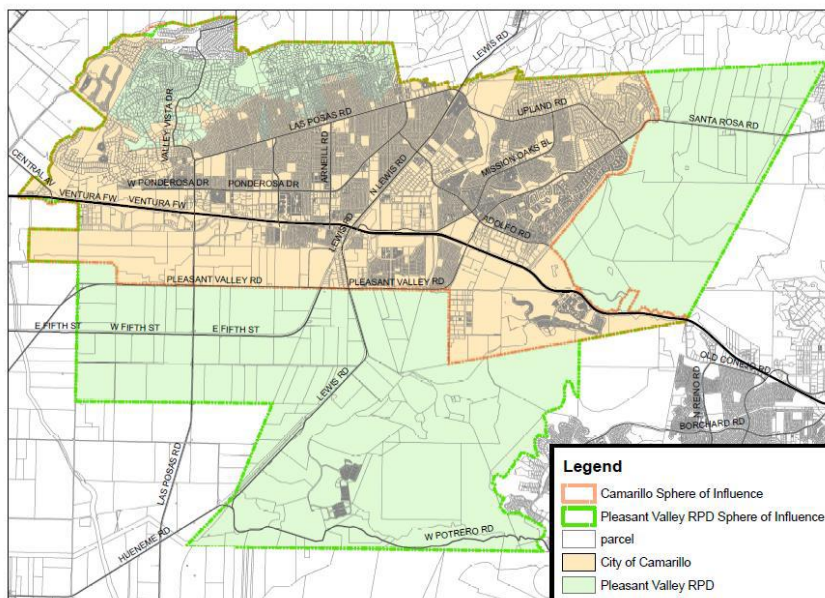 LEWIS RD
UPLAND RD
LAS POSAS RD
SANTA ROSA RD
VALLEY VISTA DR
ARNEILL RD
MISSION OAKS BL
N LEWIS RD
CENTRAL AV
W PONDEROSA DR
PONDEROSA DR
VENTURA FW
VENTURA FW
ADOLFO RD
LEWIS RD
PLEASANT VALLEY RD
PLEASANT VALLEY RD
E FIFTH ST
W FIFTH ST
E FIFTH ST
OLD CONEJO RD
LEWIS RD
N REINO RD
BORCHARD RD
LAS POSAS RD
HUENEME RD
W POTRERO RD
Legend
Camarillo Sphere of Influence
Pleasant Valley RPD Sphere of Influence
parcel
City of Camarillo
Pleasant Valley RPD